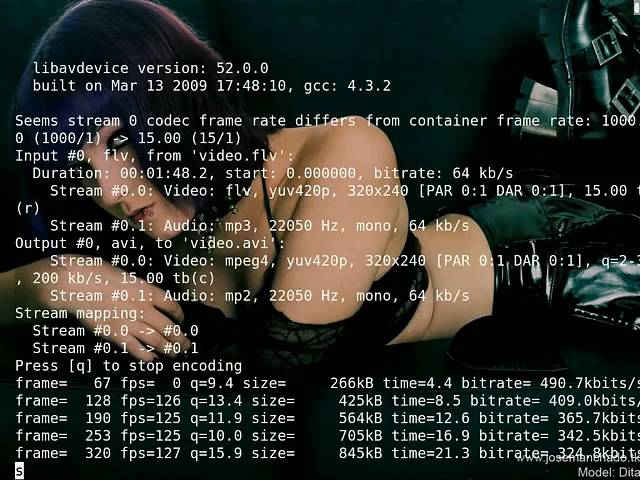 libavdevice version: 52.0.0
built on Mar 13 2009 17:48:10, gcc: 4.3.2
Seems stream 0 codec frame rate differs from container frame rate: 1000.
0 (1000/1) -> 15.00 (15/1)
Input #0, flv, from 'video.flv':
Duration: 00:01:48.2, start: 0.000000, bitrate: 64 kb/s
Stream #0.0: Video: flv, yuv420p, 320x240 [PAR 0:1 DAR 0:1], 15.00 t
(r)
Stream #0.1: Audio: mp3, 22050 Hz, mono, 64 kb/s
Output #0, avi, to 'video.avi':
Stream #0.0: Video: mpeg4, yuv420p, 320x240 [PAR 0:1 DAR 0:1], q=2-3
, 200 kb/s, 15.00 tb(c)
Stream #0.1: Audio: mp2, 22050 Hz, mono, 64 kb/s
Stream mapping:
Stream #0.0 -> #0.0
Stream #0.1 -> #0.1
Press [q] to stop encoding
frame=   67 fps=  0 q=9.4 size=     266kB time=4.4 bitrate= 490.7kbits/s
frame=  128 fps=126 q=13.4 size=     425kB time=8.5 bitrate= 409.0kbits/
frame=  190 fps=125 q=11.9 size=     564kB time=12.6 bitrate= 365.7kbits
frame=  253 fps=125 q=10.0 size=     705kB time=16.9 bitrate= 342.5kbits
frame=  320 fps=127 q=15.9 size=     845kB time=21.3 bitrate= 324.8kbits
s
www.josemanchado.tk
Model: Dita